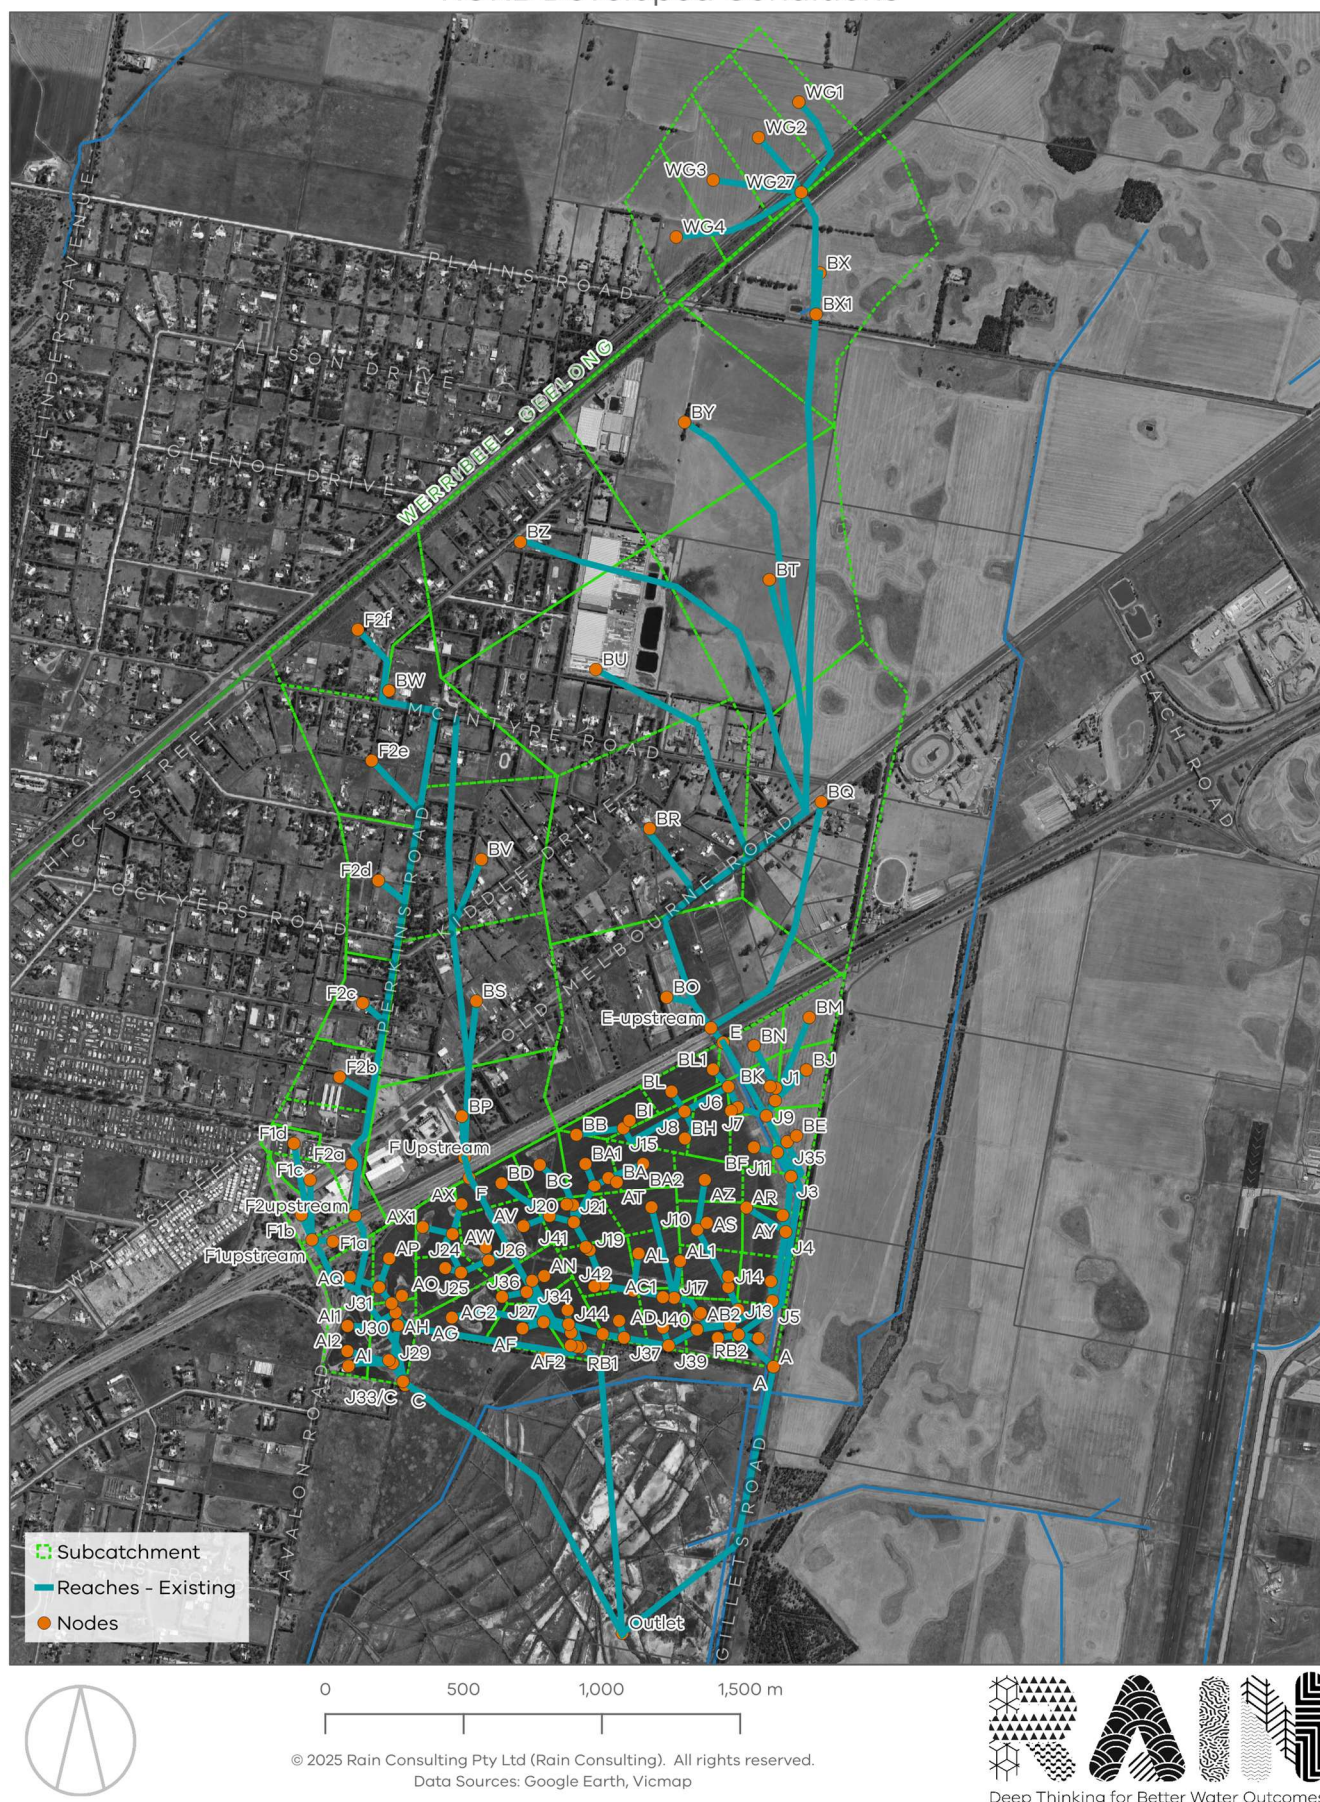 WG1
WG2
WG3
WG27
WG4
BX
BX1
PLAINS ROAD
FLINDERS AVENUE
ALLSON DRIVE
WERRIBEE - GEELONG
BY
GLENOE DRIVE
BZ
BT
F2f
BU
BW
MCINTYRE ROAD
BEACH ROAD
F2e
HICKS STREET
BQ
BR
BV
F2d
KIDDLE DRIVE
PERKINS ROAD
LOCKYERS ROAD
OLD MELBOURNE ROAD
F2c
BS
BO
E-upstream
BM
E
BN
BL1
BJ
F2b
BK
J1
BL
J6
BP
J9
BI
J7
F1d
BB
J8
BH
BE
F Upstream
J15
F2a
BA1
BF
J11
J35
F1c
BD
BC
BA
BA2
J3
F2upstream
AX
F
AT
AZ
AR
AX1
AV
J20
J21
J10
AS
AY
F1b
F1a
AW
J41
J19
J4
F1upstream
AP
J24
J26
AL
AL1
AQ
AO
J25
J36
AN
J42
AC1
J17
J14
J31
J34
J13
J5
AI1
J30
AH
AG2
J27
J44
AD
J40
AB2
AG
AI2
AF
AI
J29
AF2
RB1
J37
J39
RB2
A
J33/C
C
A
AVALON ROAD
GILLETTS ROAD
Outlet
Subcatchment
Reaches - Existing
Nodes
0 500 1,000 1,500 m
© 2025 Rain Consulting Pty Ltd (Rain Consulting). All rights reserved.
Data Sources: Google Earth, Vicmap
RAIN
Deep Thinking for Better Water Outcomes